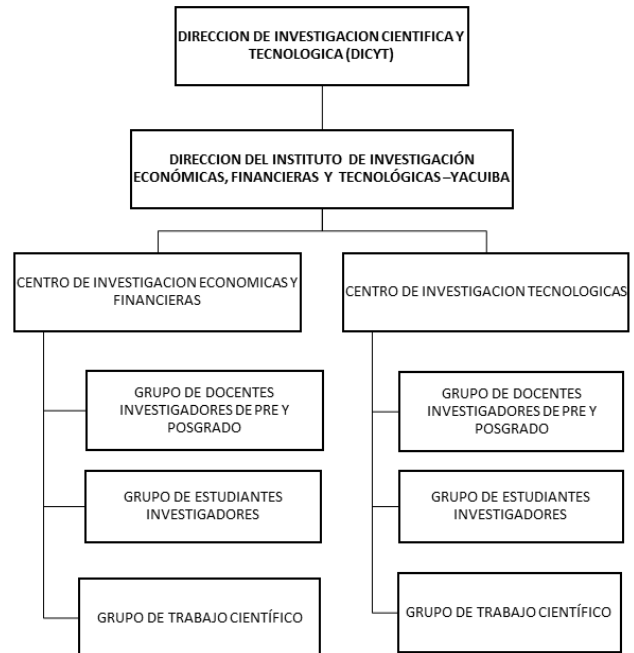 DIRECCION DE INVESTIGACION CIENTIFICA Y
TECNOLOGICA (DICYT)
DIRECCION DEL INSTITUTO DE INVESTIGACIÓN
ECONÓMICAS, FINANCIERAS Y TECNOLÓGICAS –YACUIBA
CENTRO DE INVESTIGACION ECONOMICAS Y
FINANCIERAS
GRUPO DE DOCENTES
INVESTIGADORES DE PRE Y
POSGRADO
GRUPO DE ESTUDIANTES
INVESTIGADORES
GRUPO DE TRABAJO CIENTÍFICO
CENTRO DE INVESTIGACION TECNOLOGICAS
GRUPO DE DOCENTES
INVESTIGADORES DE PRE Y
POSGRADO
GRUPO DE ESTUDIANTES
INVESTIGADORES
GRUPO DE TRABAJO CIENTÍFICO